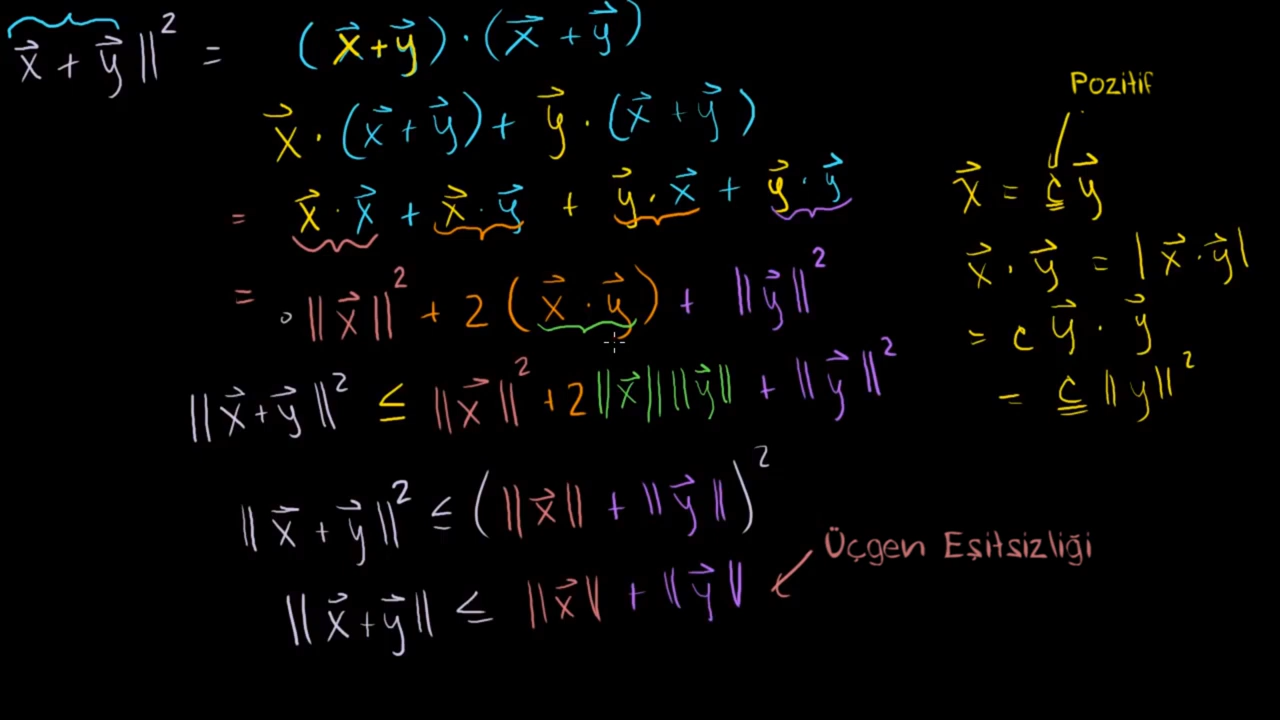 x⃗ + y⃗ ||² = (x⃗ + y⃗) · (x⃗ + y⃗)
x⃗ · (x⃗ + y⃗) + y⃗ · (x⃗ + y⃗)
= x⃗ · x⃗ + x⃗ · y⃗ + y⃗ · x⃗ + y⃗ · y⃗
= ||x⃗||² + 2 (x⃗ · y⃗) + ||y⃗||²
||x⃗ + y⃗||² ≤ ||x⃗||² + 2 ||x⃗|| ||y⃗|| + ||y⃗||²
||x⃗ + y⃗||² ≤ (||x⃗|| + ||y⃗||)²
||x⃗ + y⃗|| ≤ ||x⃗|| + ||y⃗||
Üçgen Eşitsizliği
Pozitif
x⃗ = c y⃗
x⃗ · y⃗ = |x⃗ · y⃗|
= c y⃗ · y⃗
= c ||y||²